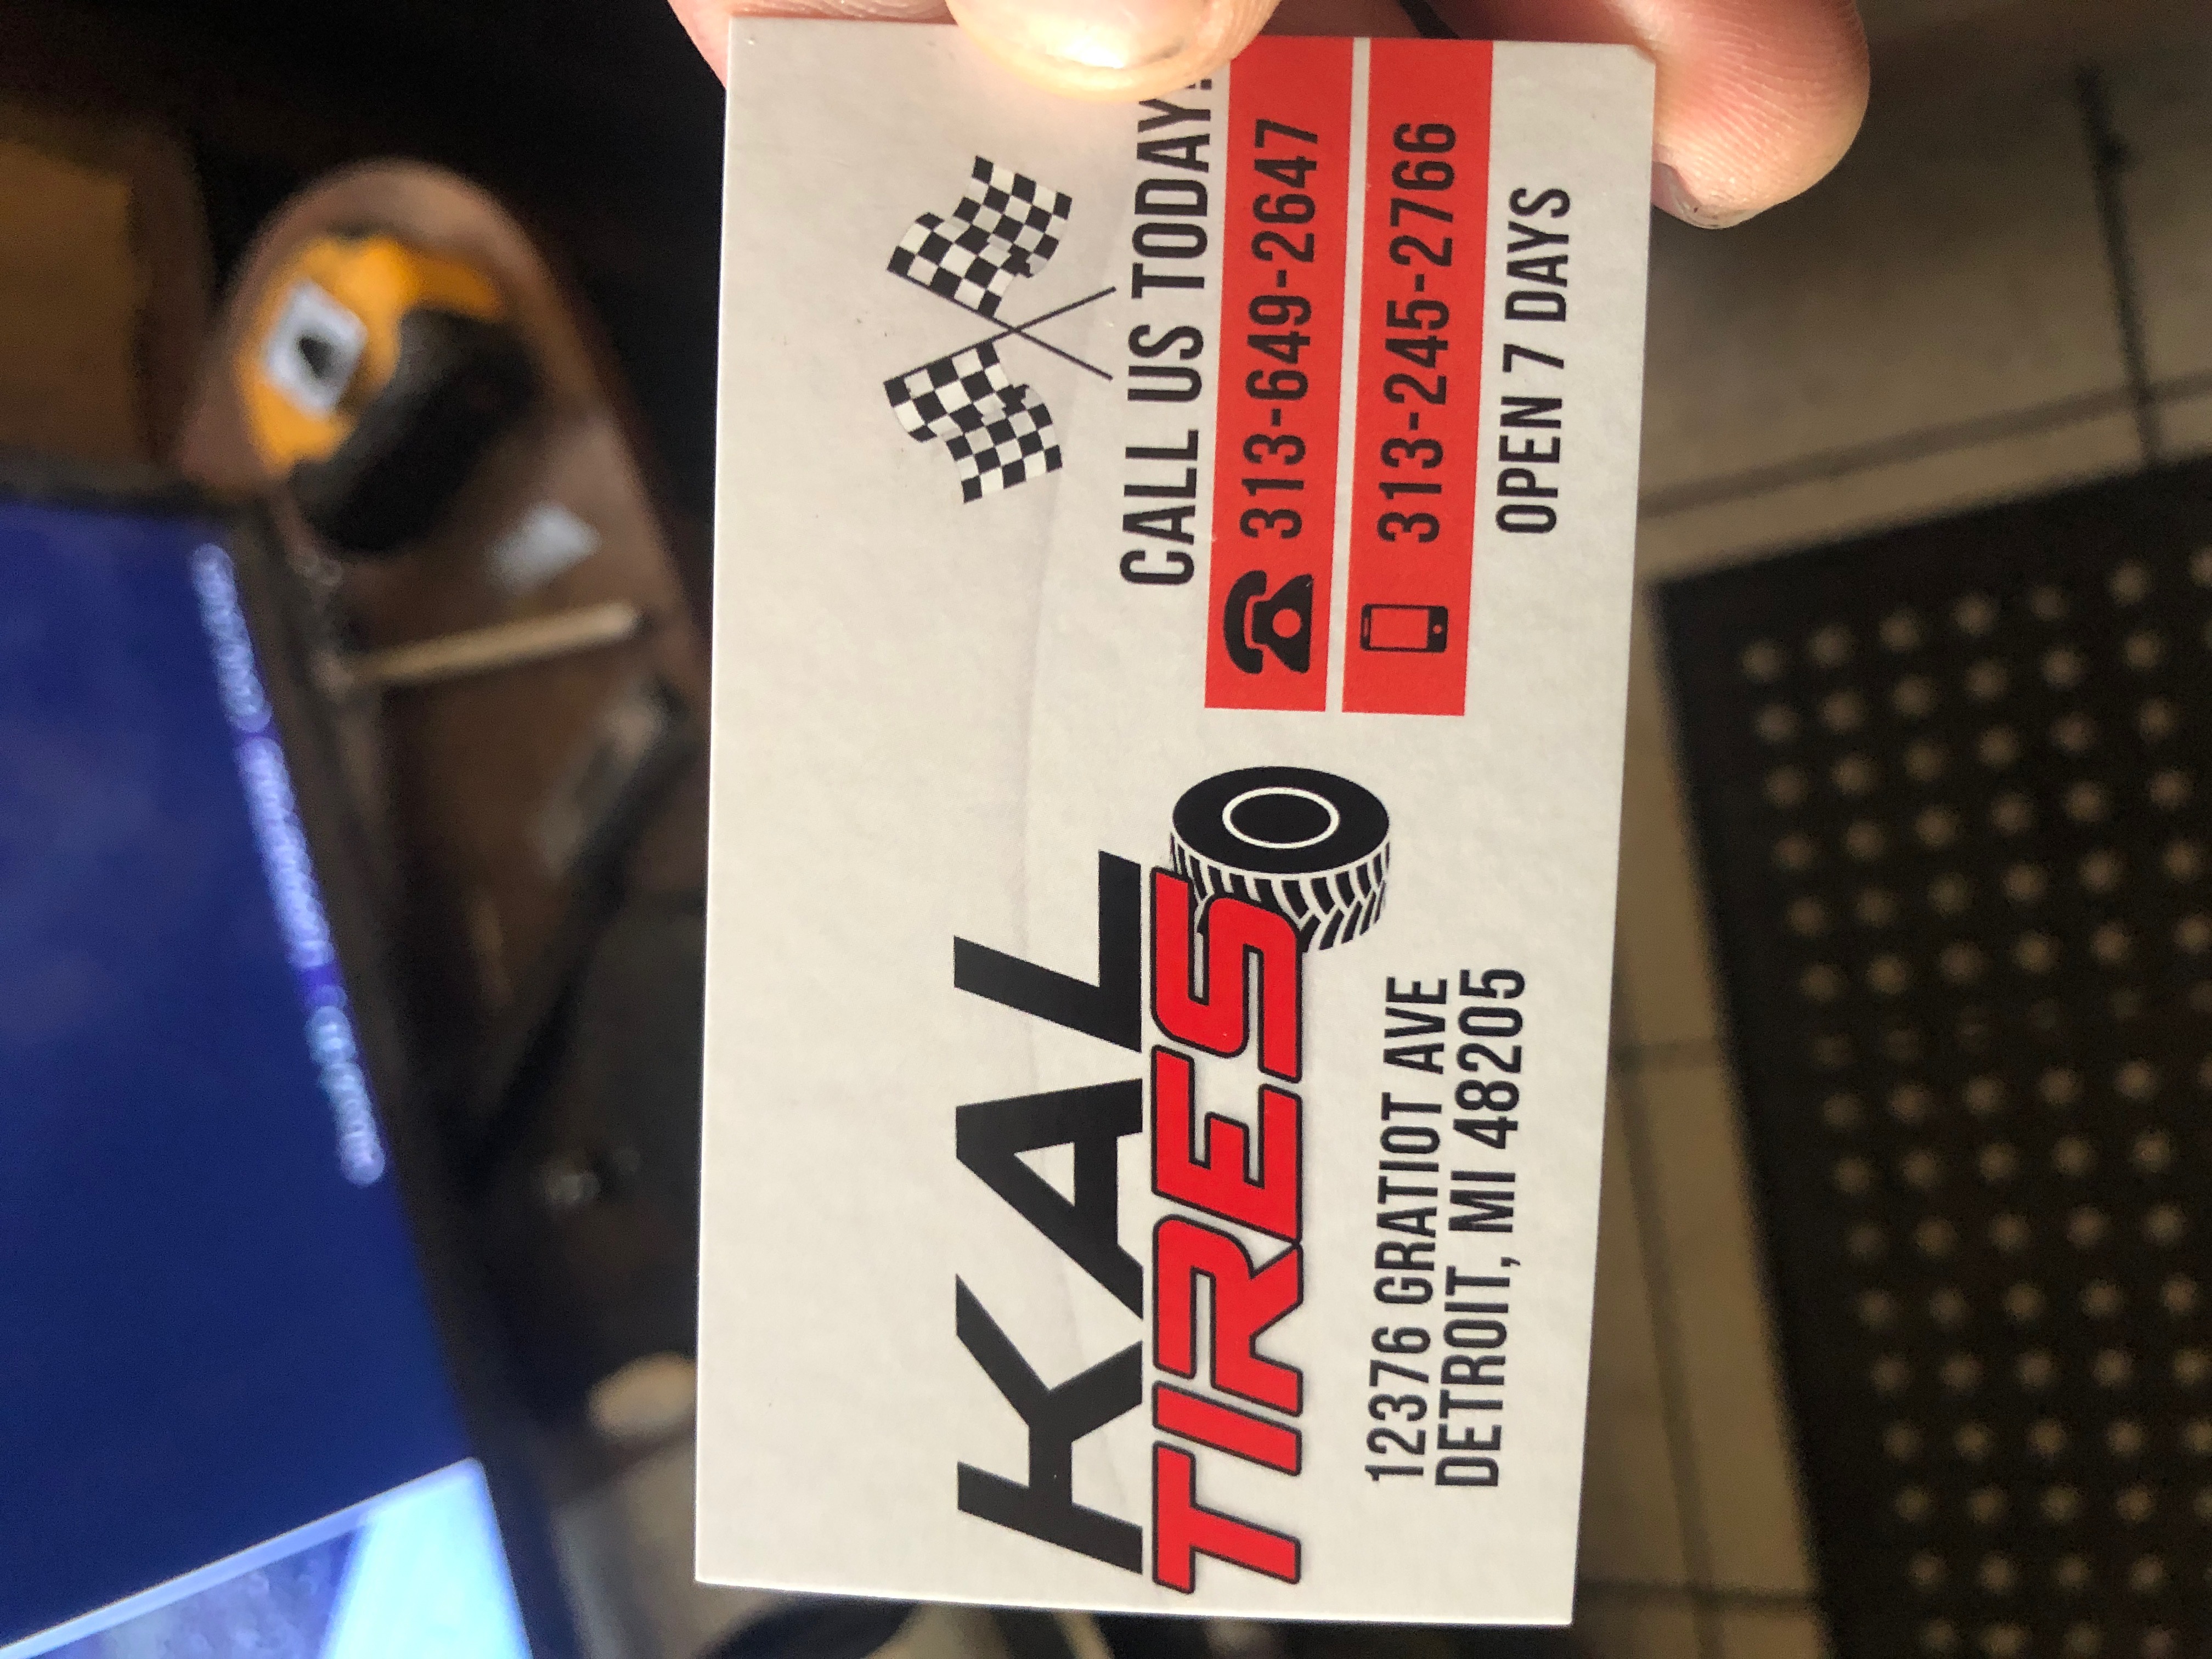 KAL
TIRES
12376 GRATIOT AVE
DETROIT, MI 48205
CALL US TODAY!
313-649-2647
313-245-2766
OPEN 7 DAYS